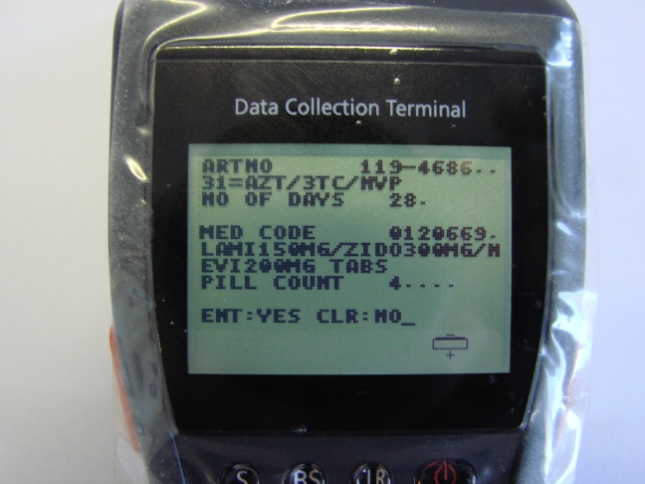 Data Collection Terminal
ARTNO 119-4686..
31=AZT/3TC/NVP
NO OF DAYS 28.
MED CODE 0120669.
LAMI150MG/ZIDO300MG/N
EVI200MG TABS
PILL COUNT 4....
ENT:YES CLR:NO_
S BS